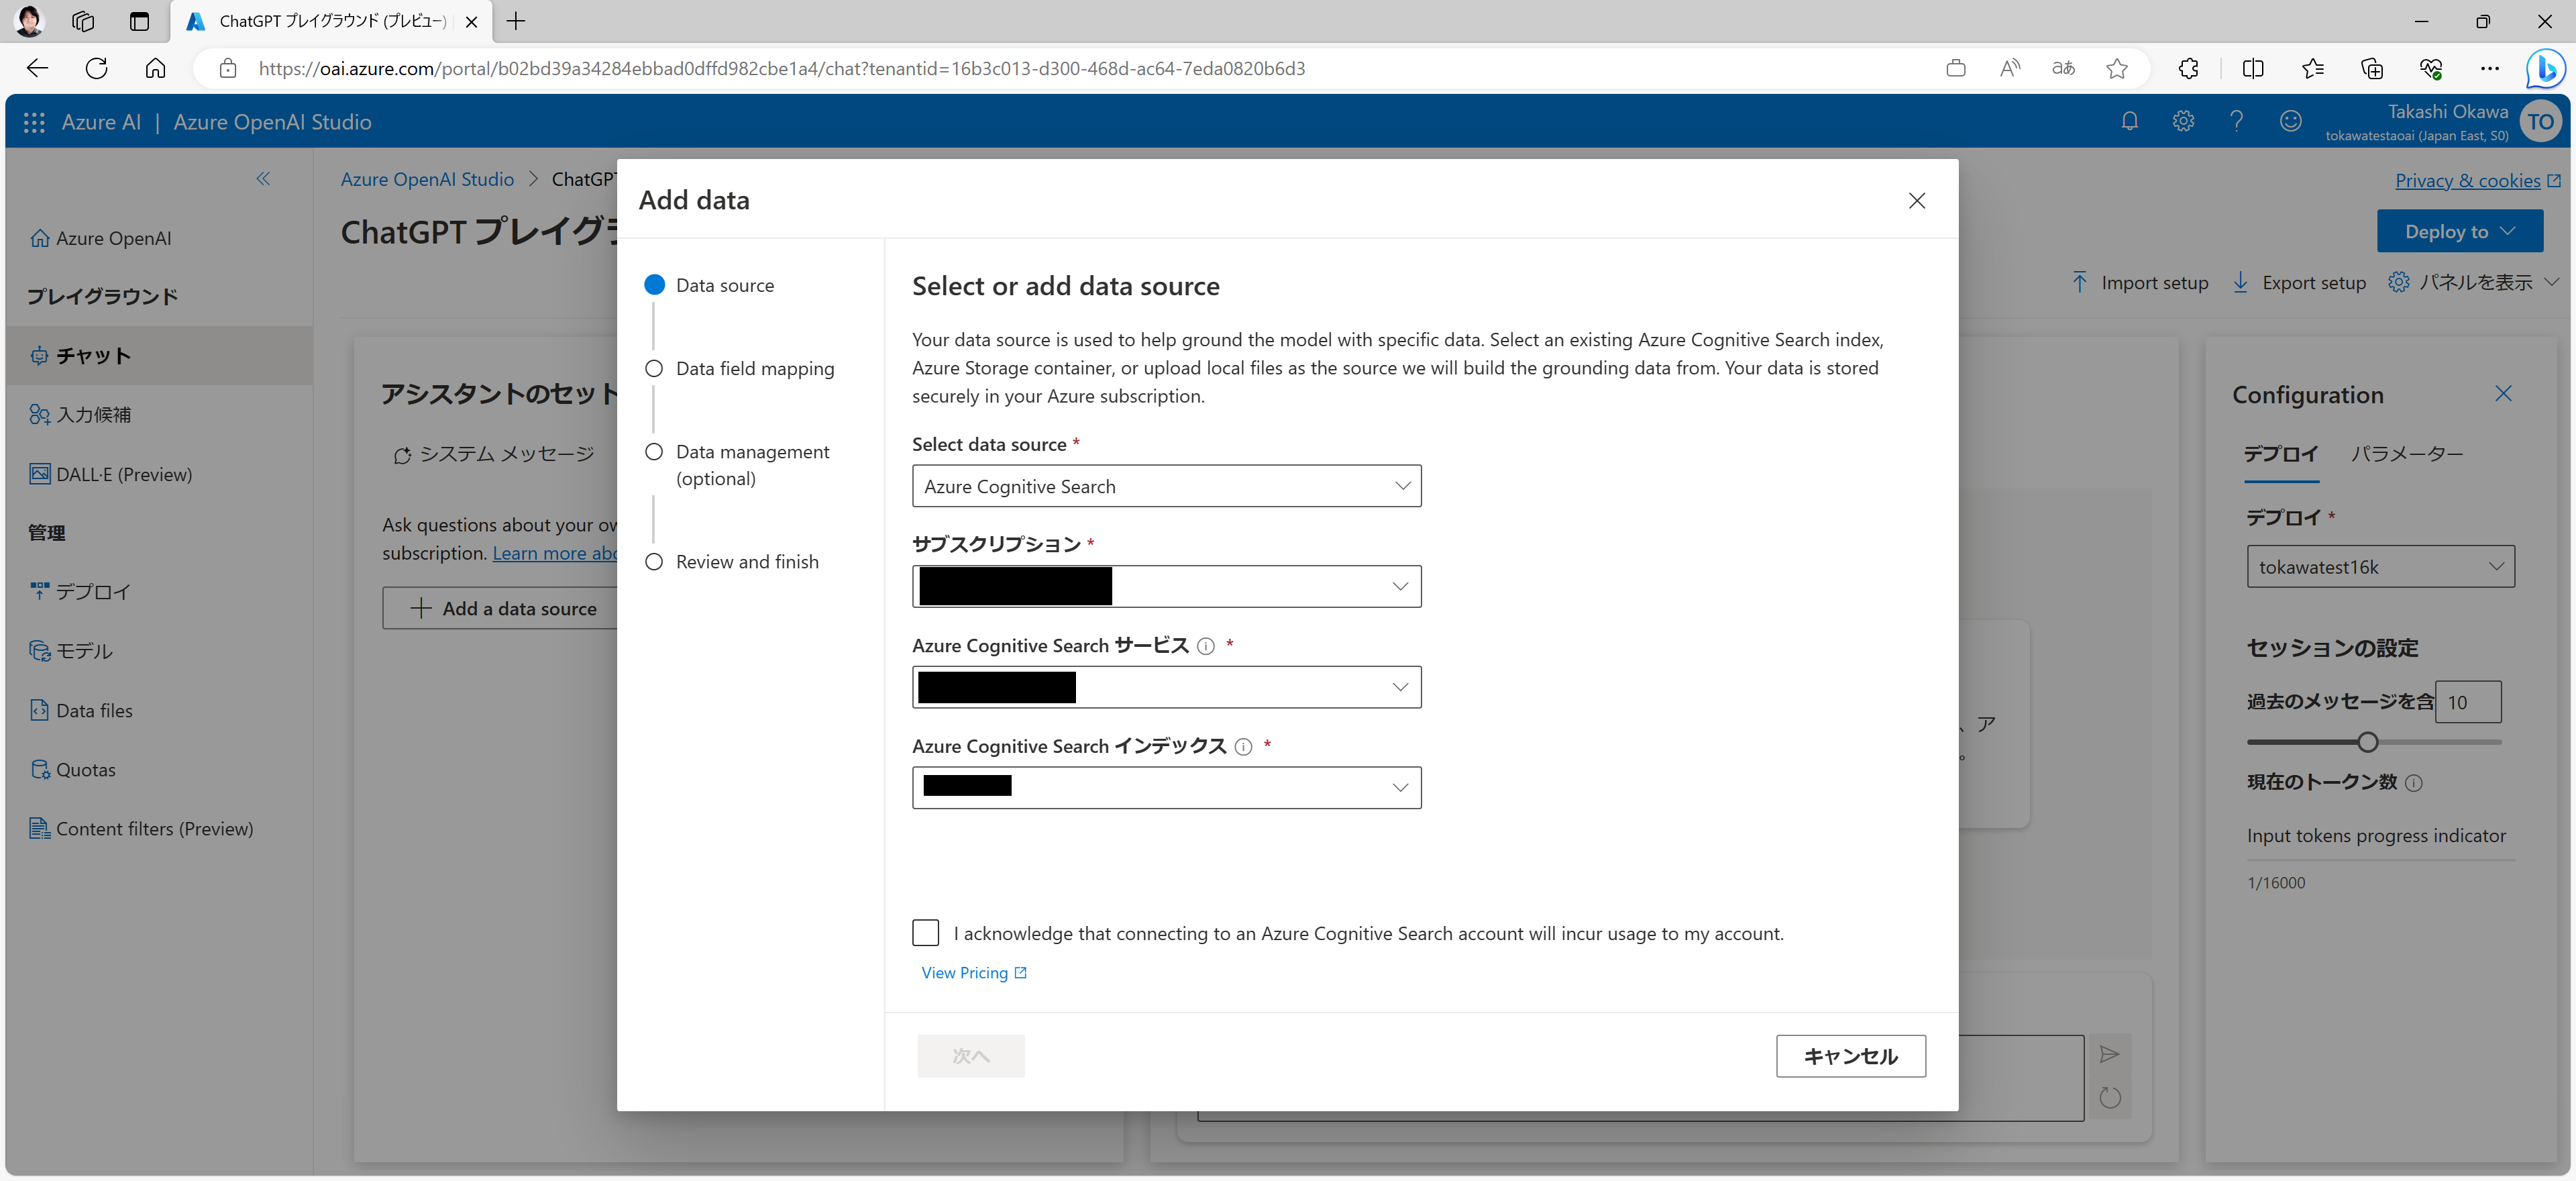 ChatGPT プレイグラウンド (プレビュー)
https://oai.azure.com/portal/b02bd39a34284ebbad0dffd982cbe1a4/chat?tenantid=16b3c013-d300-468d-ac64-7eda0820b6d3
Azure AI | Azure OpenAI Studio
Takashi Okawa
tokawatestaoai (Japan East, S0)
TO
Azure OpenAI
プレイグラウンド
チャット
入力候補
DALL·E (Preview)
管理
デプロイ
モデル
Data files
Quotas
Content filters (Preview)
Azure OpenAI Studio > ChatGPT
Privacy & cookies
ChatGPT プレイグラ
Deploy to
Import setup
Export setup
パネルを表示
アシスタントのセット
システム メッセージ
Ask questions about your ow
subscription. Learn more abo
Add a data source
Add data
Data source
Data field mapping
Data management
(optional)
Review and finish
Select or add data source
Your data source is used to help ground the model with specific data. Select an existing Azure Cognitive Search index,
Azure Storage container, or upload local files as the source we will build the grounding data from. Your data is stored
securely in your Azure subscription.
Select data source *
Azure Cognitive Search
サブスクリプション *
Azure Cognitive Search サービス *
Azure Cognitive Search インデックス *
I acknowledge that connecting to an Azure Cognitive Search account will incur usage to my account.
View Pricing
次へ
キャンセル
、ア
。
Configuration
デプロイ
パラメーター
デプロイ *
tokawatest16k
セッションの設定
過去のメッセージを含
10
現在のトークン数
Input tokens progress indicator
1/16000